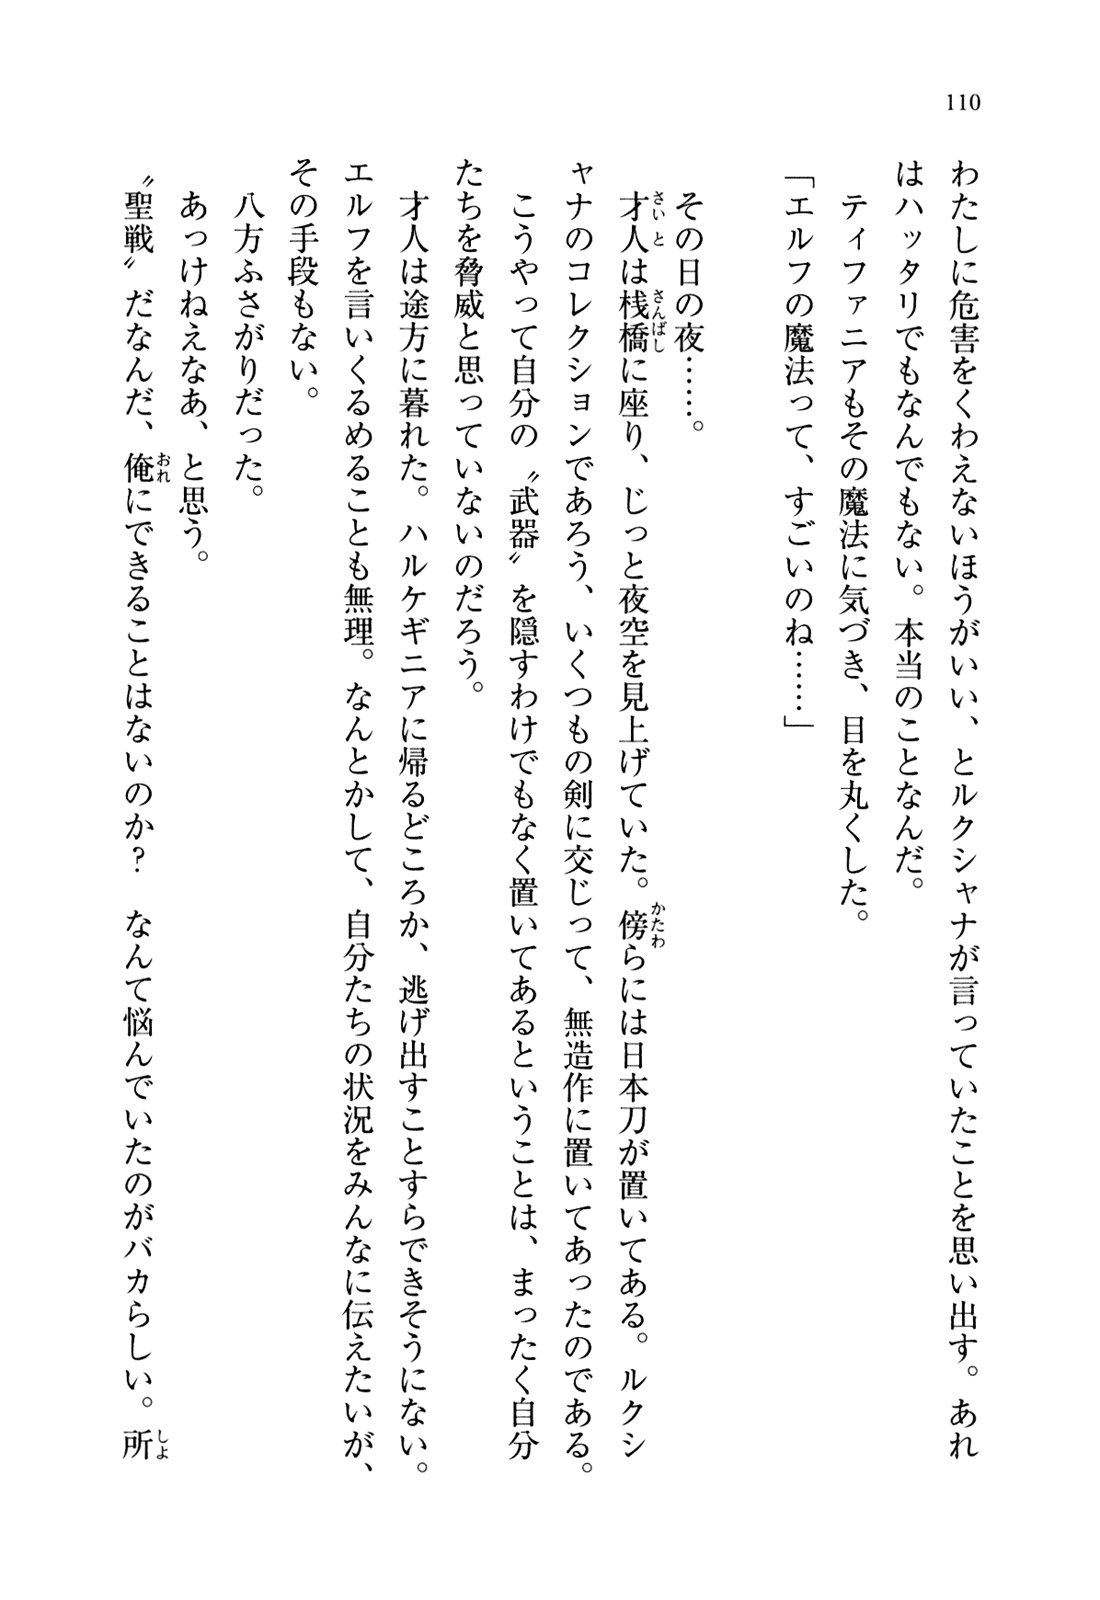 110
わたしに危害をくわえないほうがいい、とルクシャナが言っていたことを思い出す。あれ
はハッタリでもなんでもない。本当のことなんだ。
　ティファニアもその魔法に気づき、目を丸くした。
「エルフの魔法って、すごいのね……」
　その日の夜……。
　才人は桟橋に座り、じっと夜空を見上げていた。傍らには日本刀が置いてある。ルクシ
ャナのコレクションであろう、いくつもの剣に交じって、無造作に置いてあったのである。
　こうやって自分の〝武器〟を隠すわけでもなく置いてあるということは、まったく自分
たちを脅威と思っていないのだろう。
　才人は途方に暮れた。ハルケギニアに帰るどころか、逃げ出すことすらできそうにない。
エルフを言いくるめることも無理。なんとかして、自分たちの状況をみんなに伝えたいが、
その手段もない。
　八方ふさがりだった。
　あっけねえなあ、と思う。
〝聖戦〟だなんだ、俺にできることはないのか？　なんて悩んでいたのがバカらしい。所
さいと
さんばし
かたわ
おれ
しよ